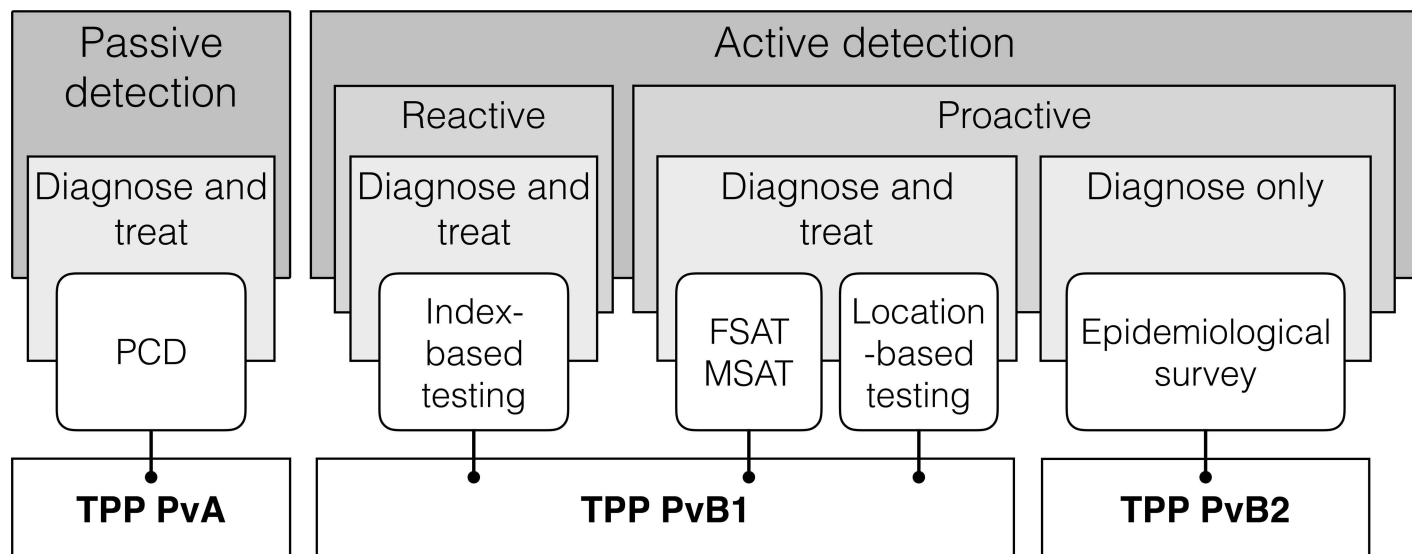 Passive
detection
Active detection
Reactive
Proactive
Diagnose and
treat
Diagnose and
treat
Diagnose and
treat
Diagnose only
PCD
Index-
based
testing
FSAT
MSAT
Location
-based
testing
Epidemiological
survey
TPP PvA
TPP PvB1
TPP PvB2